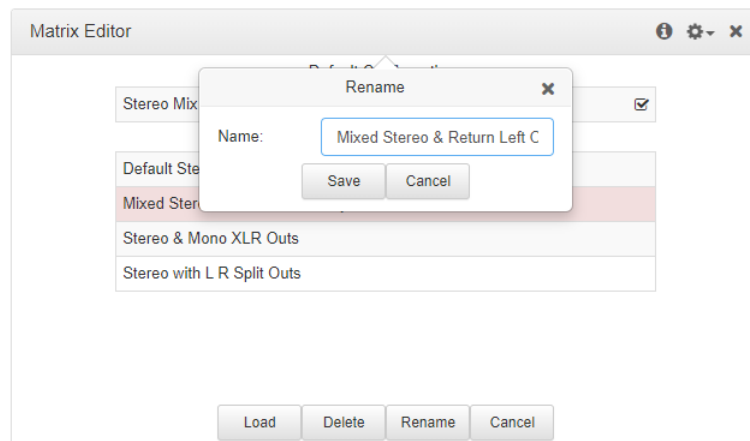 Matrix Editor
Rename
Stereo Mix
Name:
Mixed Stereo & Return Left C
Default Ste
Save
Cancel
Mixed Ster
Stereo & Mono XLR Outs
Stereo with L R Split Outs
Load
Delete
Rename
Cancel